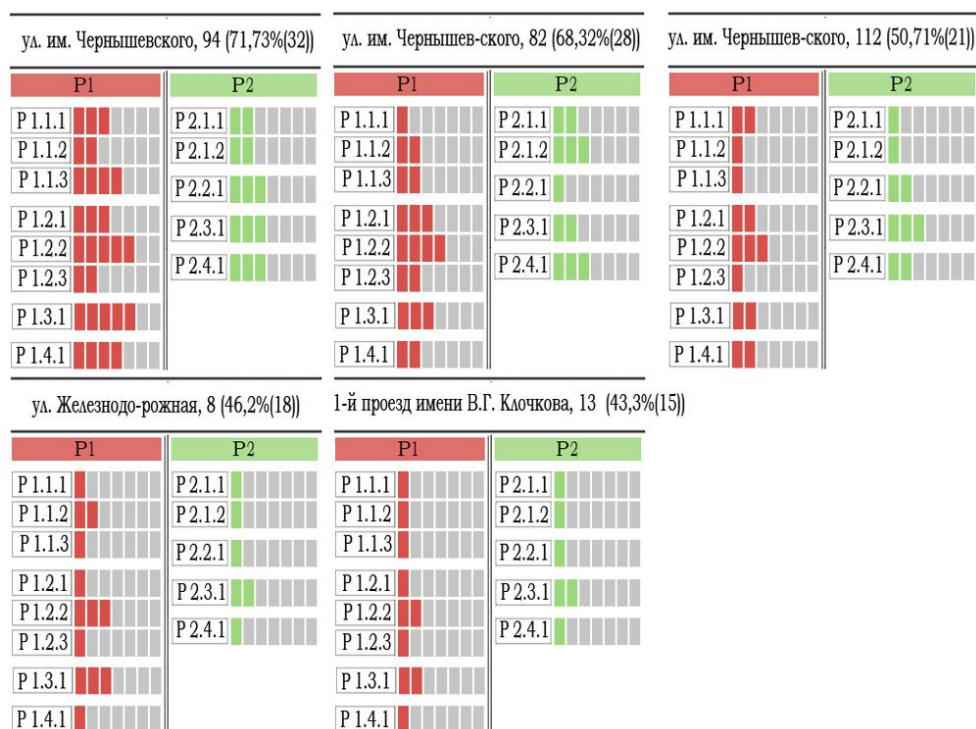 ул. им. Чернышевского, 94 (71,73%(32))
P1 P2
P 1.1.1 P 2.1.1
P 1.1.2 P 2.1.2
P 1.1.3
P 2.2.1
P 1.2.1
P 1.2.2 P 2.3.1
P 1.2.3 P 2.4.1
P 1.3.1
P 1.4.1
ул. им. Чернышев-ского, 82 (68,32%(28))
P1 P2
P 1.1.1 P 2.1.1
P 1.1.2 P 2.1.2
P 1.1.3
P 2.2.1
P 1.2.1
P 1.2.2 P 2.3.1
P 1.2.3 P 2.4.1
P 1.3.1
P 1.4.1
ул. им. Чернышев-ского, 112 (50,71%(21))
P1 P2
P 1.1.1 P 2.1.1
P 1.1.2 P 2.1.2
P 1.1.3
P 2.2.1
P 1.2.1
P 1.2.2 P 2.3.1
P 1.2.3 P 2.4.1
P 1.3.1
P 1.4.1
ул. Железнодо-рожная, 8 (46,2%(18))
P1 P2
P 1.1.1 P 2.1.1
P 1.1.2 P 2.1.2
P 1.1.3
P 2.2.1
P 1.2.1
P 1.2.2 P 2.3.1
P 1.2.3 P 2.4.1
P 1.3.1
P 1.4.1
1-й проезд имени В.Г. Клочкова, 13 (43,3%(15))
P1 P2
P 1.1.1 P 2.1.1
P 1.1.2 P 2.1.2
P 1.1.3
P 2.2.1
P 1.2.1
P 1.2.2 P 2.3.1
P 1.2.3 P 2.4.1
P 1.3.1
P 1.4.1